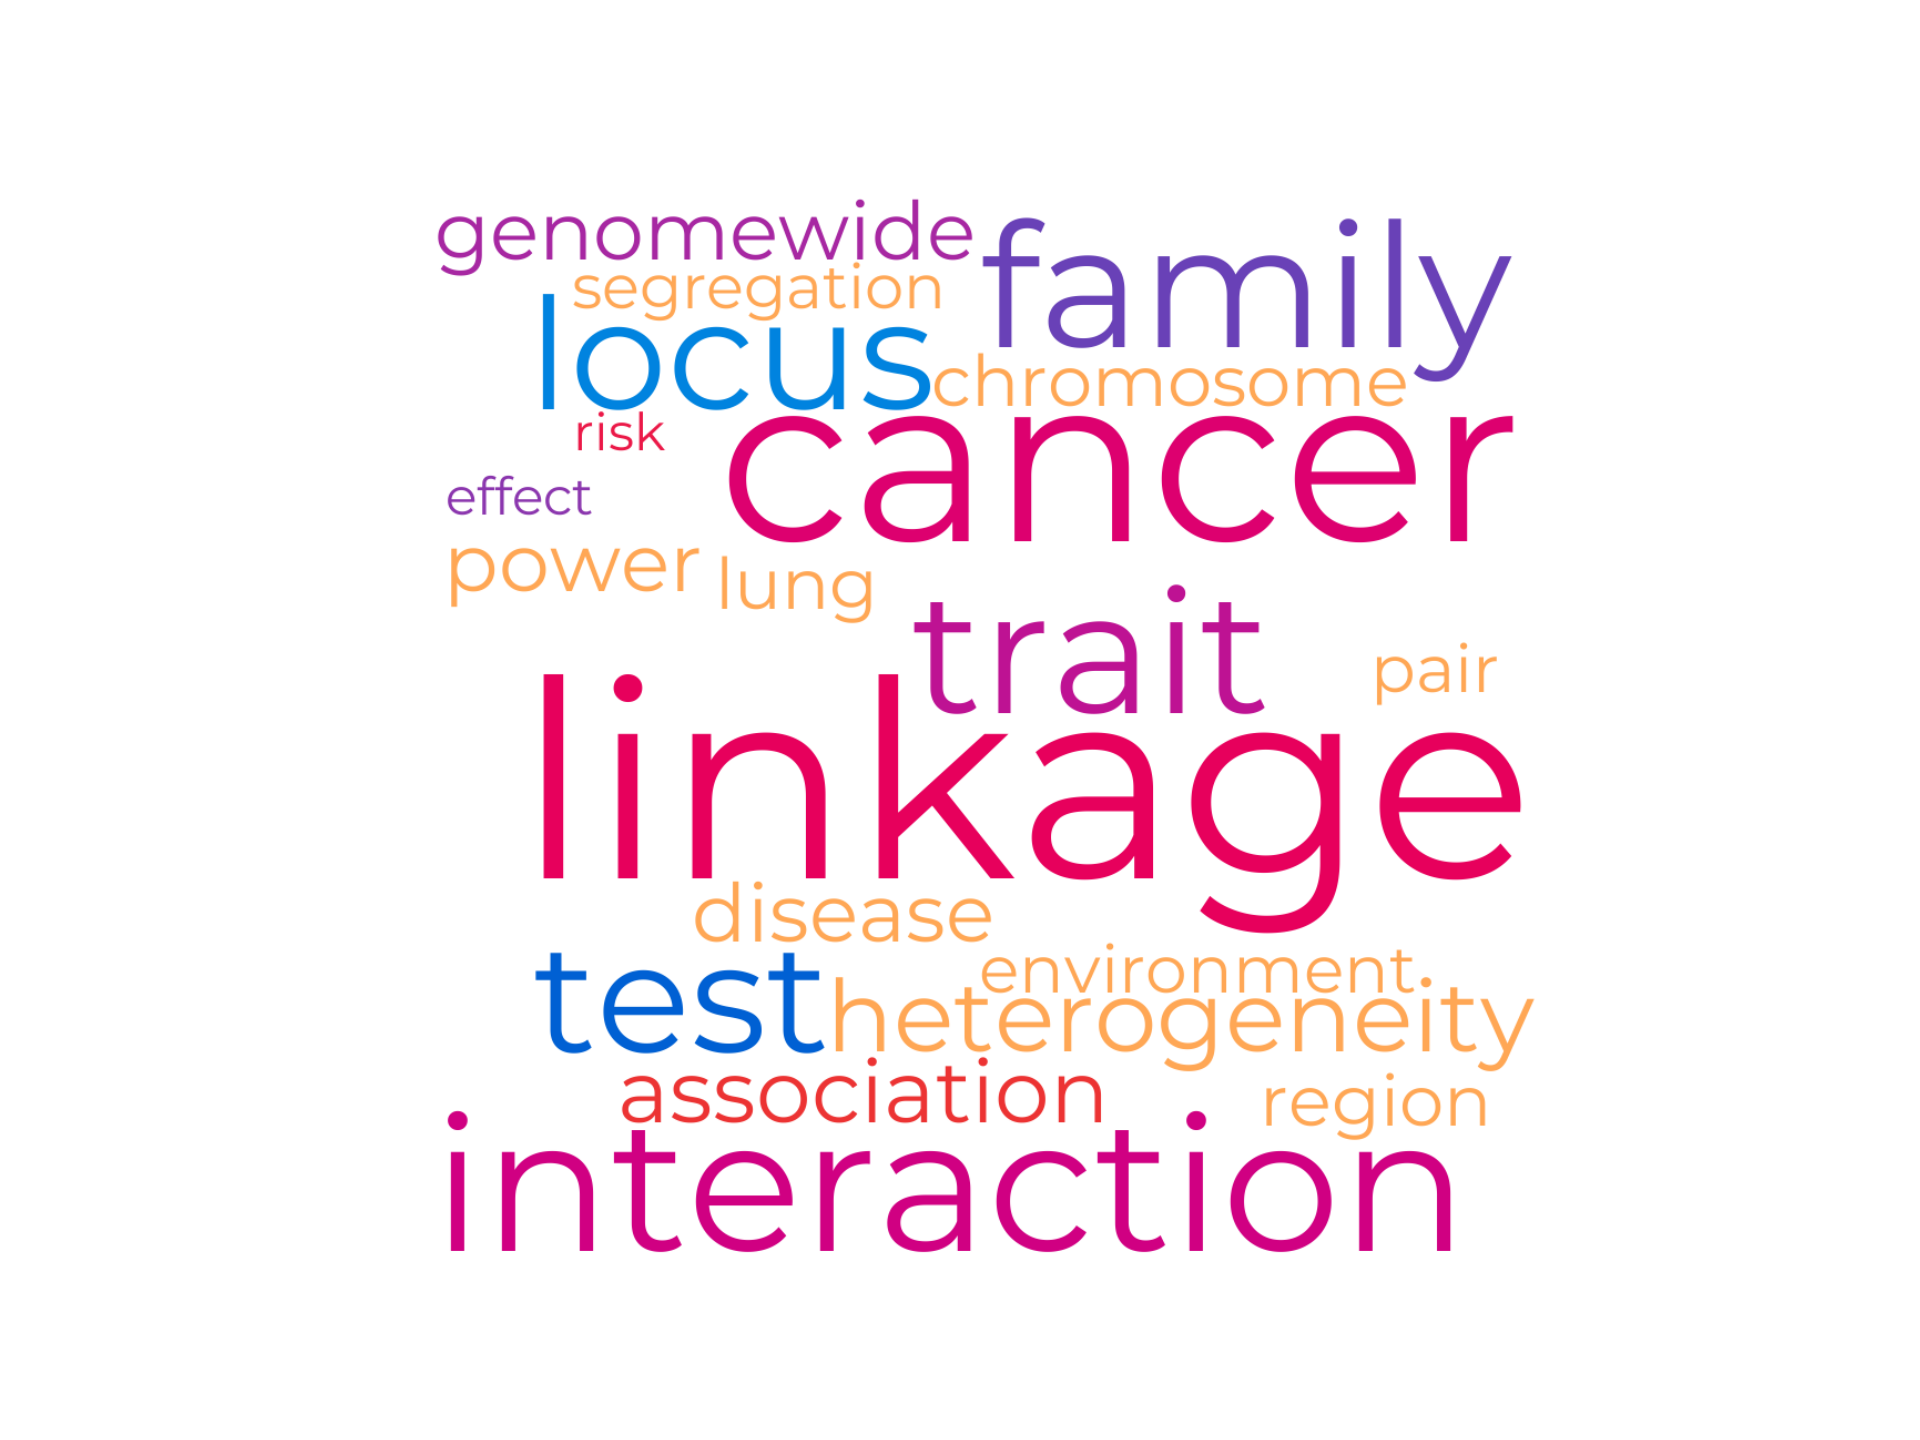 genomewide
family
segregation
locus
chromosome
risk
cancer
effect
power
lung
trait
pair
linkage
disease
environment
test
heterogeneity
association
region
interaction